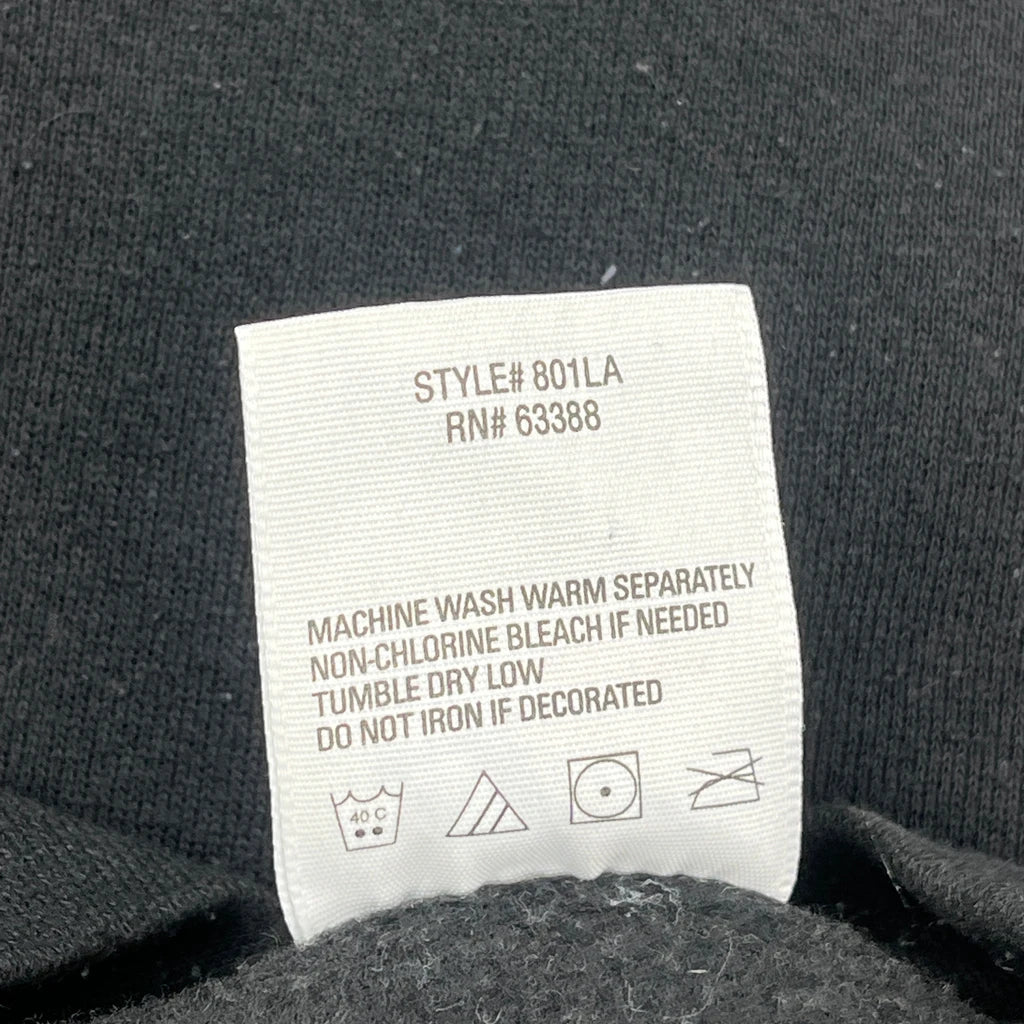 STYLE# 801LA
RN# 63388
MACHINE WASH WARM SEPARATELY
NON-CHLORINE BLEACH IF NEEDED
TUMBLE DRY LOW
DO NOT IRON IF DECORATED
40 C